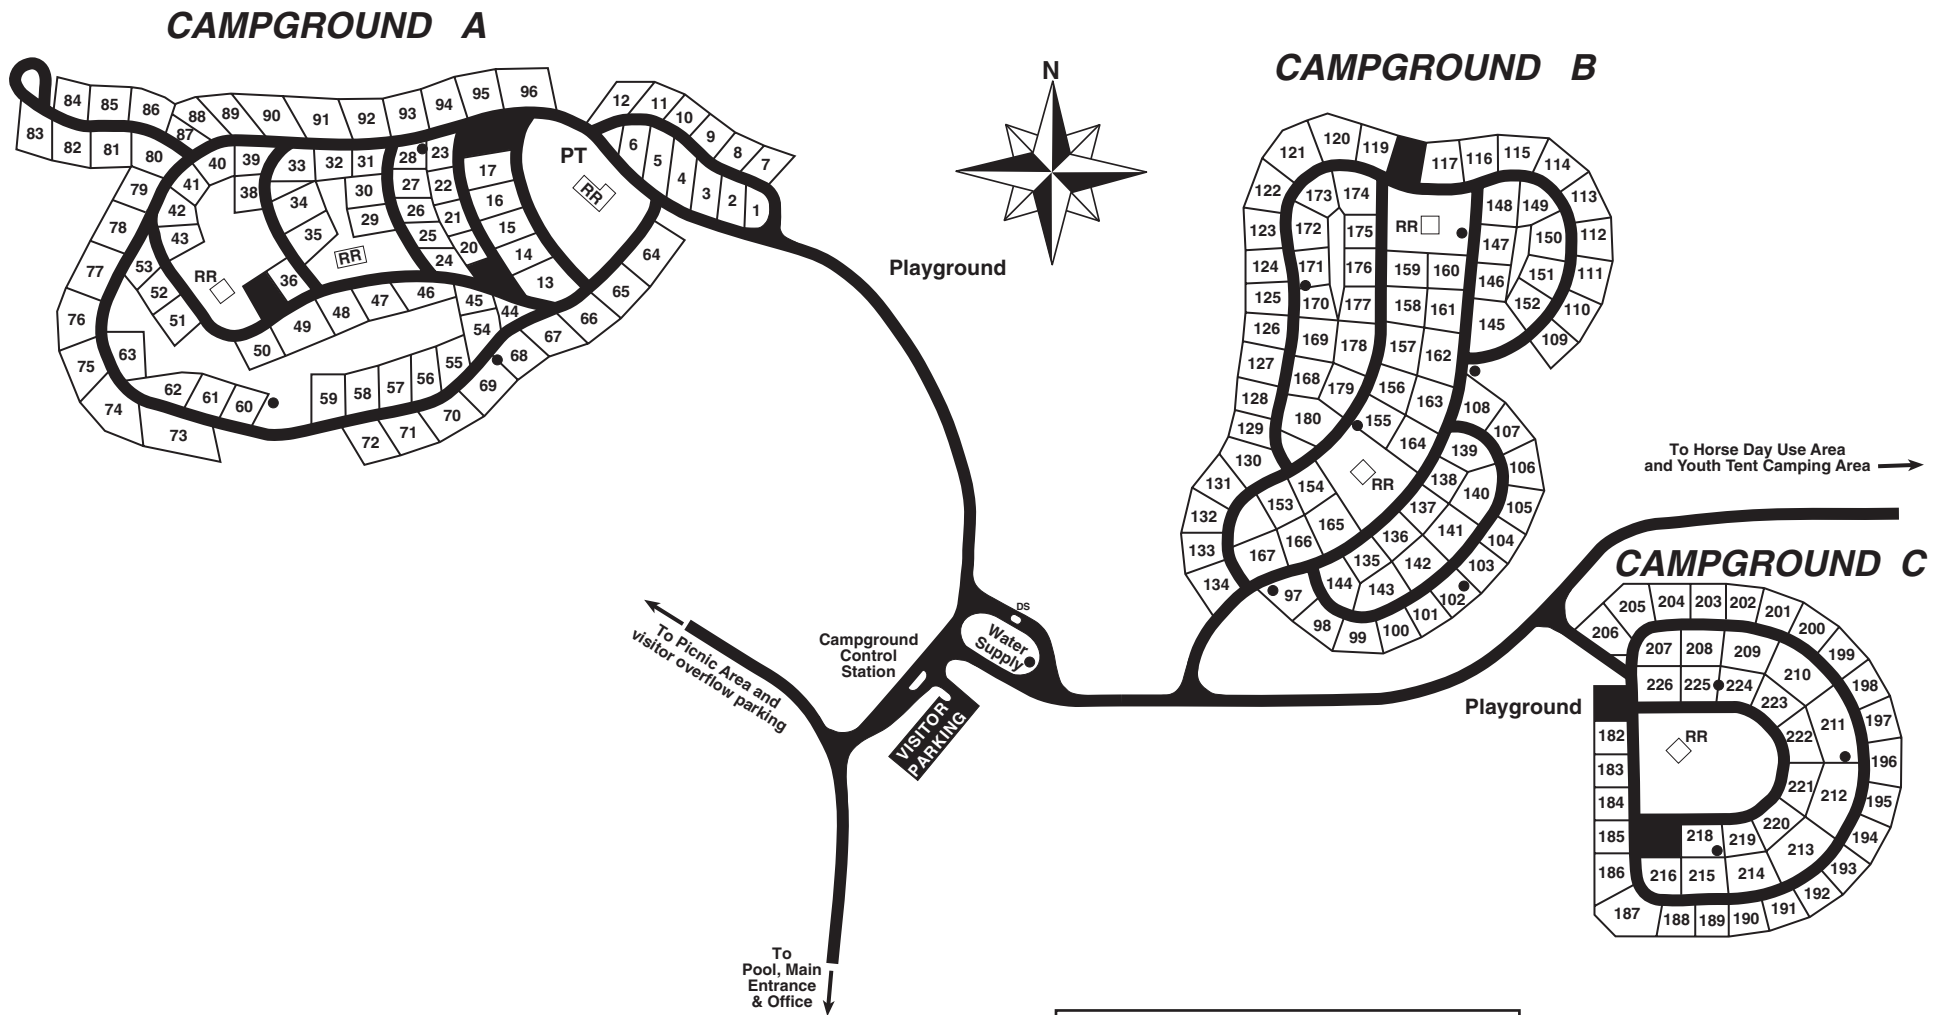 CAMPGROUND A
84 85 86 87 88 89 90 91 92 93 94 95 96
83 82 81 80 79 78 77 76 75 74 73
40 39 33 32 31 28 23
41 38 34 30 27 22 17
42 35 29 26 21 16
43 25 20 15
53 52 51 36 24 14 13
RR
RR
PT
RR
12 11 10 9 8 7
6 5 4 3 2 1
50 49 48 47 46 45 44
54 55 56 57 58 59
63 62 61 60
64 65 66 67 68 69 70 71 72
N
Playground
CAMPGROUND B
121 120 119 117 116 115 114
122 173 174 148 149 113
123 172 175 RR 147 150 112
124 171 176 159 160 146 151 111
125 170 177 158 161 152 110
126 169 178 157 162 145 109
127 168 179 156 163 108
128 180 155 164 107
129 139 106
130 RR 138 140 105
131 154 153 137 141 104
132 165 136 142 103
133 166 167 135 143 102
134 97 144 101
98 99 100
To Horse Day Use Area
and Youth Tent Camping Area
CAMPGROUND C
205 204 203 202 201
206 200
207 208 209 199
226 225 224 210 198
223 211 197
Playground
182 RR 222 196
183 221 212 195
184 220
185 218 219 213 194
186 216 215 214 193
187 188 189 190 191 192
DS
Water
Supply
Campground
Control
Station
VISITOR
PARKING
To Picnic Area and
visitor overflow parking
To
Pool, Main
Entrance
& Office